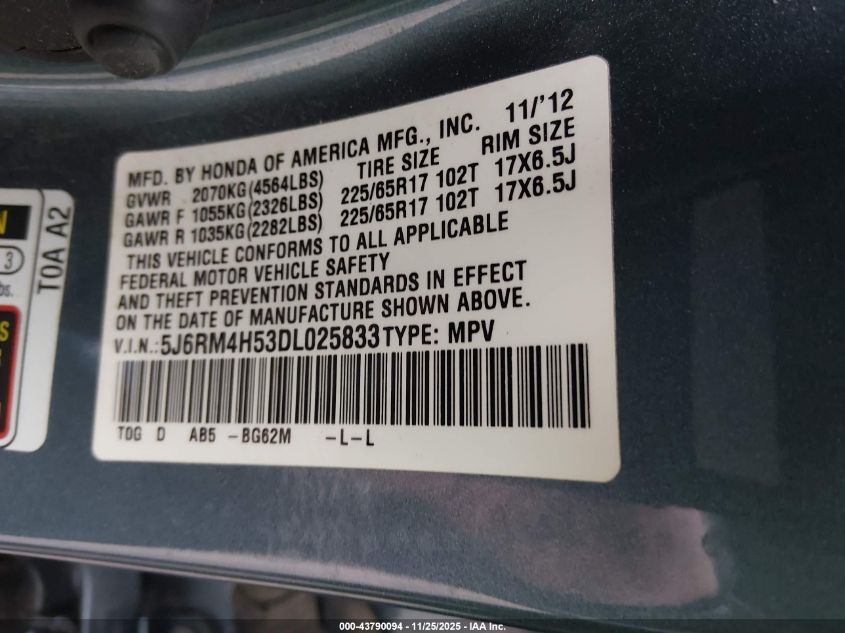 MFD. BY HONDA OF AMERICA MFG., INC. 11/'12
GVWR 2070KG(4564LBS) TIRE SIZE RIM SIZE
GAWR F 1055KG(2326LBS) 225/65R17 102T 17X6.5J
GAWR R 1035KG(2282LBS) 225/65R17 102T 17X6.5J
THIS VEHICLE CONFORMS TO ALL APPLICABLE
FEDERAL MOTOR VEHICLE SAFETY
AND THEFT PREVENTION STANDARDS IN EFFECT
ON THE DATE OF MANUFACTURE SHOWN ABOVE.
V.I.N.:5J6RM4H53DL025833 TYPE: MPV
T0G D AB5 -BG62M -L-L
T0A A2
N
3
bs.
S
000-43790094 - 11/25/2025 - IAA Inc.